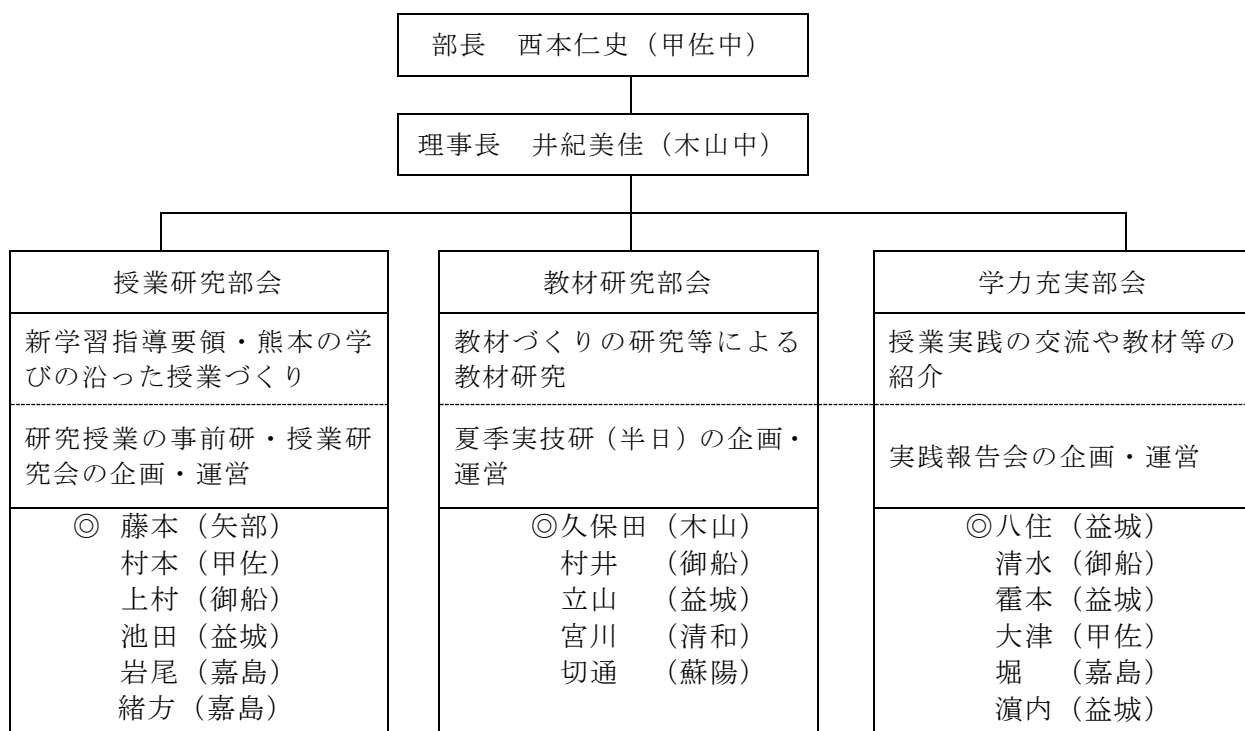 部長　西本仁史（甲佐中）
理事長　井紀美佳（木山中）
授業研究部会
新学習指導要領・熊本の学
びの沿った授業づくり
研究授業の事前研・授業研
究会の企画・運営
◎ 藤本（矢部）
村本（甲佐）
上村（御船）
池田（益城）
岩尾（嘉島）
緒方（嘉島）
教材研究部会
教材づくりの研究等による
教材研究
夏季実技研（半日）の企画・
運営
◎久保田（木山）
村井　（御船）
立山　（益城）
宮川　（清和）
切通　（蘇陽）
学力充実部会
授業実践の交流や教材等の
紹介
実践報告会の企画・運営
◎八住（益城）
清水（御船）
霍本（益城）
大津（甲佐）
堀　（嘉島）
濵内（益城）